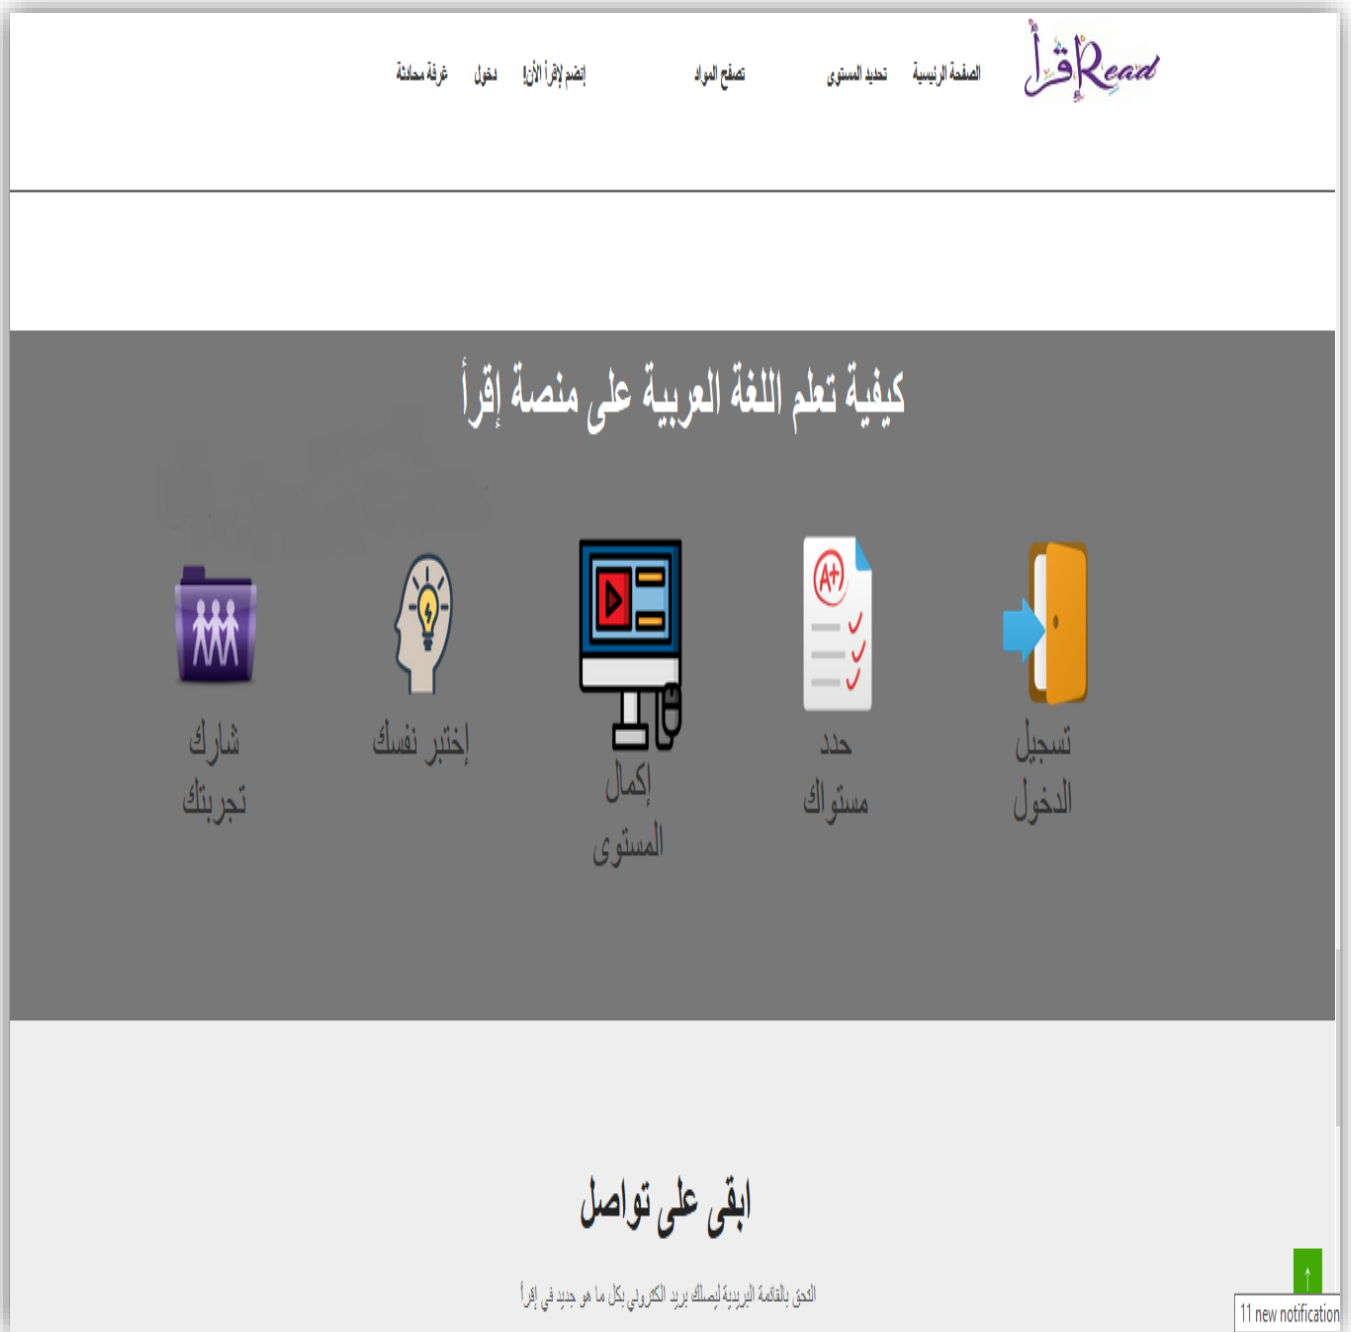 إقرأ Read
الصفحة الرئيسية تحديد المستوى تصفح المواد إنضم لإقرأ الأن! دخول غرفة محادثة
كيفية تعلم اللغة العربية على منصة إقرأ
A+
تسجيل
الدخول
حدد
مستواك
إكمال
المستوى
إختبر نفسك
شارك
تجربتك
ابقى على تواصل
التحق بالقائمة البريدية ليصلك بريد الكتروني بكل ما هو جديد في إقرأ
↑
11 new notification